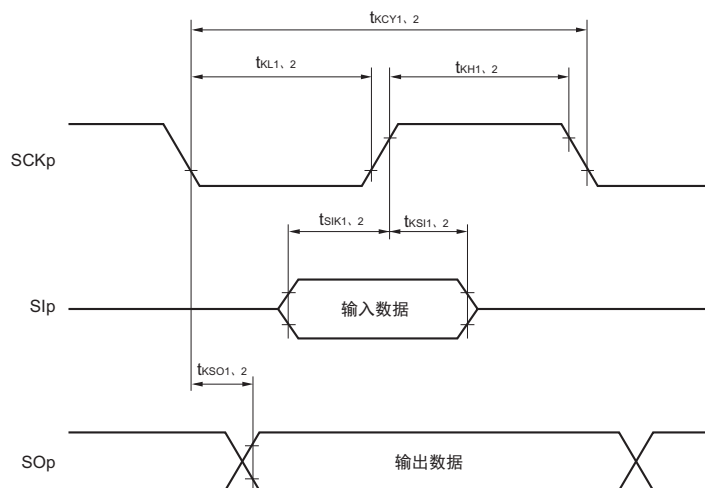 tKCY1、2
tKL1、2
tKH1、2
SCKp
tSIK1、2
tKSI1、2
SIp
输入数据
tKSO1、2
SOp
输出数据